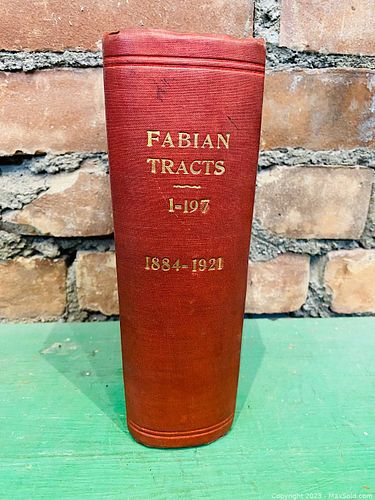 FABIAN
TRACTS
1-197
1884-1921
Copyright 2023 - MaxSold.com